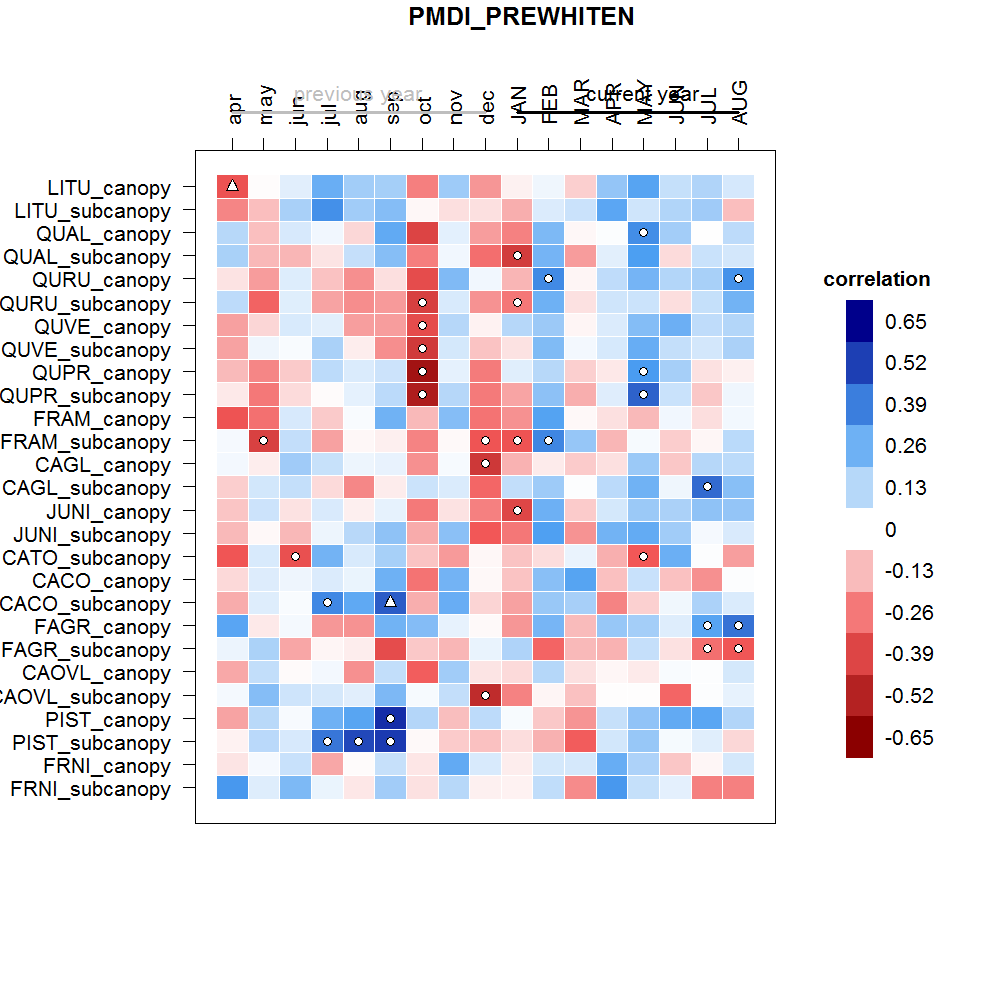 PMDI_PREWHITEN
previous year
current year
apr may jun jul aug sep oct nov dec JAN FEB MAR APR MAY JUN JUL AUG
LITU_canopy
LITU_subcanopy
QUAL_canopy
QUAL_subcanopy
QURU_canopy
QURU_subcanopy
QUVE_canopy
QUVE_subcanopy
QUPR_canopy
QUPR_subcanopy
FRAM_canopy
FRAM_subcanopy
CAGL_canopy
CAGL_subcanopy
JUNI_canopy
JUNI_subcanopy
CATO_subcanopy
CACO_canopy
CACO_subcanopy
FAGR_canopy
FAGR_subcanopy
CAOVL_canopy
CAOVL_subcanopy
PIST_canopy
PIST_subcanopy
FRNI_canopy
FRNI_subcanopy
correlation
0.65
0.52
0.39
0.26
0.13
0
-0.13
-0.26
-0.39
-0.52
-0.65